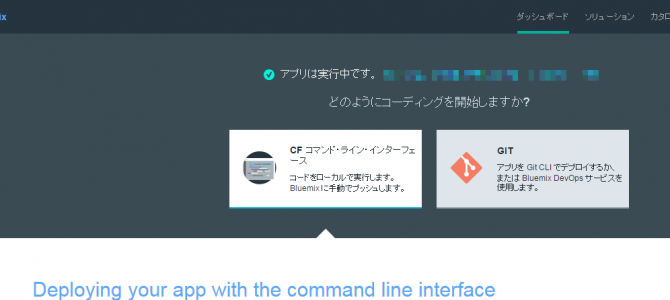 ix
ダッシュボード ソリューション カタロ
アプリは実行中です。
どのようにコーディングを開始しますか?
CF コマンド・ライン・インターフェ
ース
コードをローカルで実行します。
Bluemix に手動でプッシュします。
GIT
アプリを Git CLI でデプロイするか、
または Bluemix DevOps サービスを
使用します。
Deploying your app with the command line interface